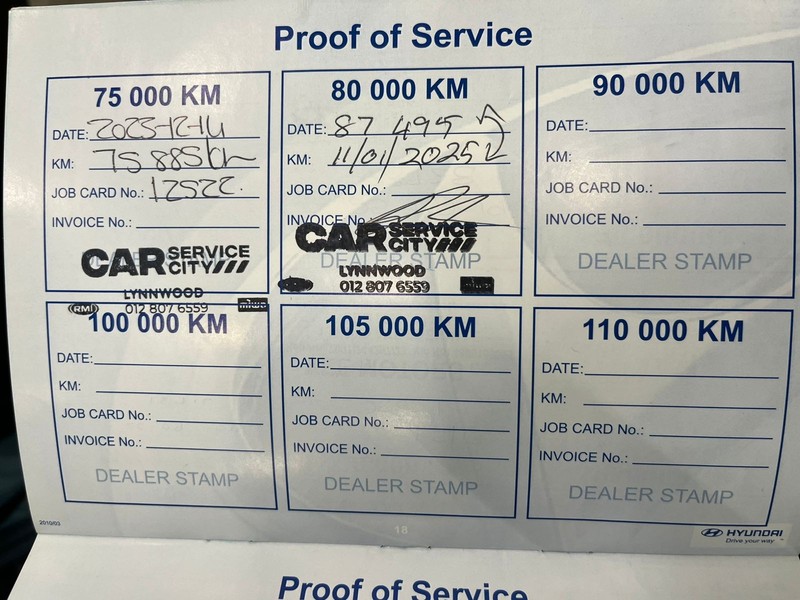 Proof of Service
75 000 KM
DATE: 2023-12-14
KM: 75 885km
JOB CARD No.: 12522.
INVOICE No.:
CAR SERVICE CITY
LYNNWOOD
RMI 012 807 6559 miwa
80 000 KM
DATE: 87 495
KM: 11/01/2025
JOB CARD No.:
INVOICE No.
CAR SERVICE CITY
DEALER STAMP
LYNNWOOD
012 807 6559
90 000 KM
DATE:
KM:
JOB CARD No.:
INVOICE No.:
DEALER STAMP
100 000 KM
DATE:
KM:
JOB CARD No.:
INVOICE No.:
DEALER STAMP
105 000 KM
DATE:
KM:
JOB CARD No.:
INVOICE No.:
DEALER STAMP
110 000 KM
DATE:
KM:
JOB CARD No.:
INVOICE No.:
DEALER STAMP
2010/03
18
HYUNDAI
Drive your way
Proof of Service